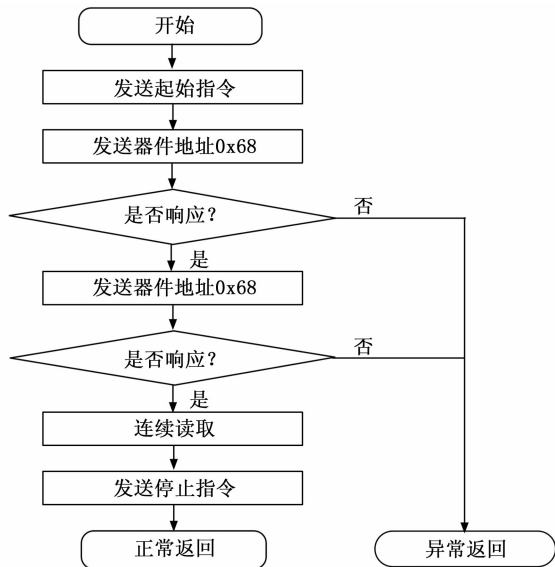 开始
发送起始指令
发送器件地址0x68
是否响应?
否
是
发送器件地址0x68
是否响应?
否
是
连续读取
发送停止指令
正常返回
异常返回